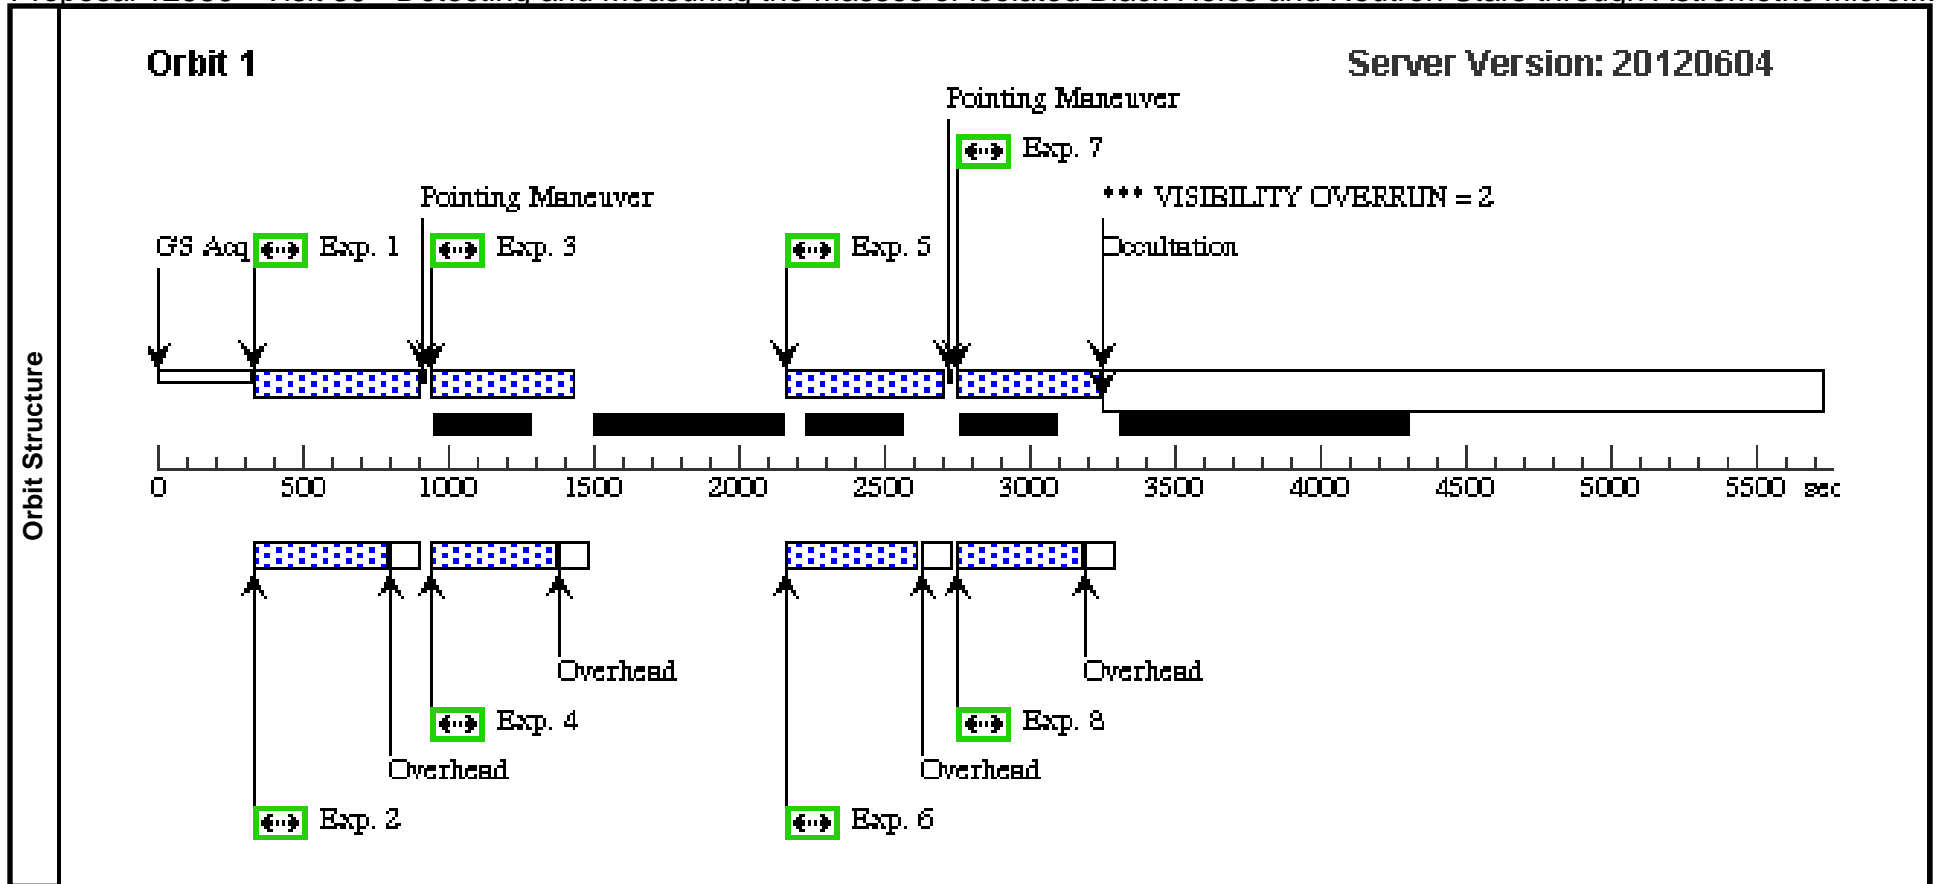 Orbit 1
Server Version: 20120604
Pointing Maneuver
Exp. 7
Pointing Maneuver
*** VISIBILITY OVERRUN = 2
GS Acq
Exp. 1
Exp. 3
Exp. 5
Occultation
Orbit Structure
0 500 1000 1500 2000 2500 3000 3500 4000 4500 5000 5500 sec
Overhead
Overhead
Exp. 4
Exp. 8
Overhead
Overhead
Exp. 2
Exp. 6